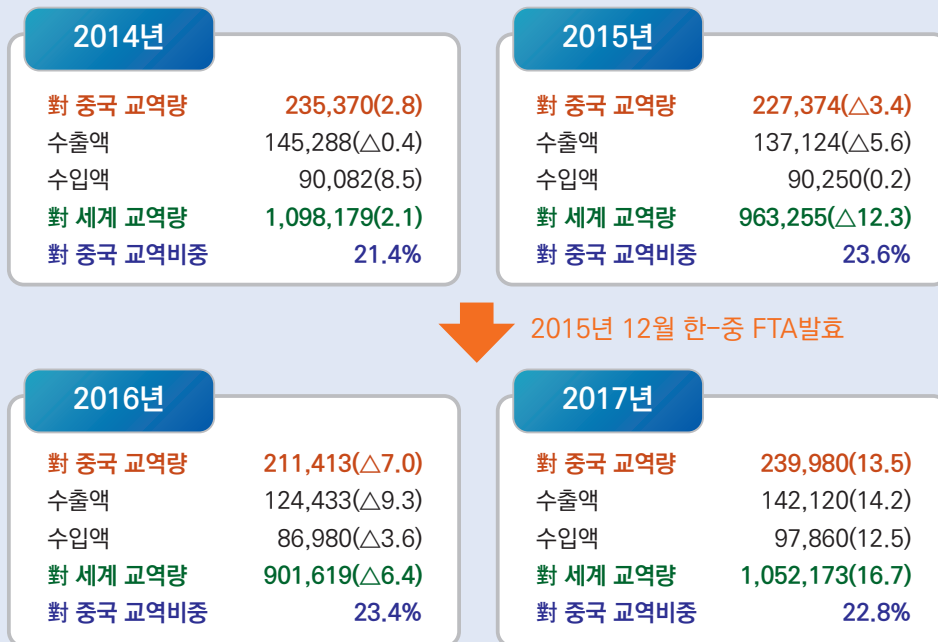 2014년
對 중국 교역량 235,370(2.8)
수출액 145,288(△0.4)
수입액 90,082(8.5)
對 세계 교역량 1,098,179(2.1)
對 중국 교역비중 21.4%
2015년
對 중국 교역량 227,374(△3.4)
수출액 137,124(△5.6)
수입액 90,250(0.2)
對 세계 교역량 963,255(△12.3)
對 중국 교역비중 23.6%
2015년 12월 한-중 FTA발효
2016년
對 중국 교역량 211,413(△7.0)
수출액 124,433(△9.3)
수입액 86,980(△3.6)
對 세계 교역량 901,619(△6.4)
對 중국 교역비중 23.4%
2017년
對 중국 교역량 239,980(13.5)
수출액 142,120(14.2)
수입액 97,860(12.5)
對 세계 교역량 1,052,173(16.7)
對 중국 교역비중 22.8%